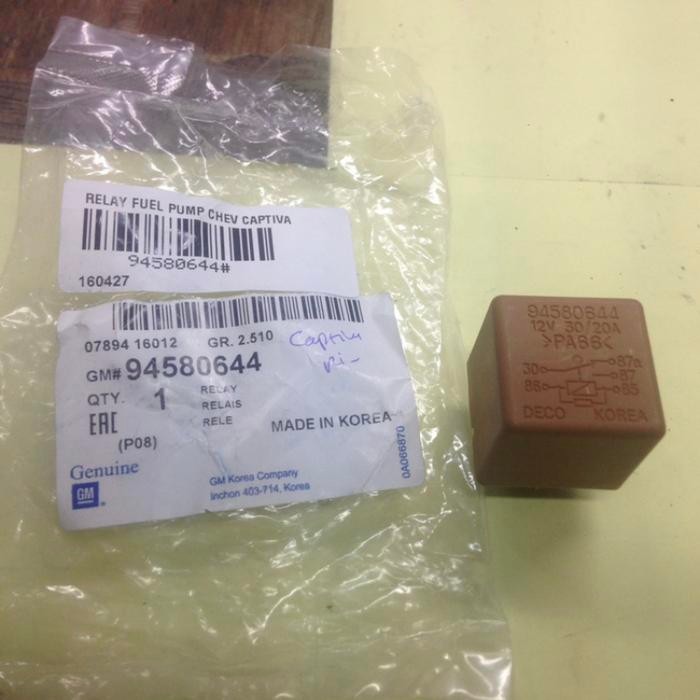 RELAY FUEL PUMP CHEV CAPTIVA
94580644#
160427
07894 16012 GR. 2.510
GM# 94580644
QTY. 1 RELAY
RELAIS
RELE
EAC
(P08)
MADE IN KOREA
Genuine
GM
GM Korea Company
Inchon 403-714, Korea
0A066870
Captiva
94580644
12V 30/20A
>PA66<
30 87a
87
86 85
DECO KOREA